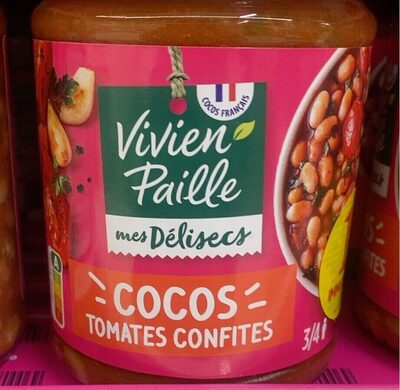 COCOS FRANÇAIS
Vivien
Paille
mes Délisecs
COCOS
TOMATES CONFITES
3/4
A